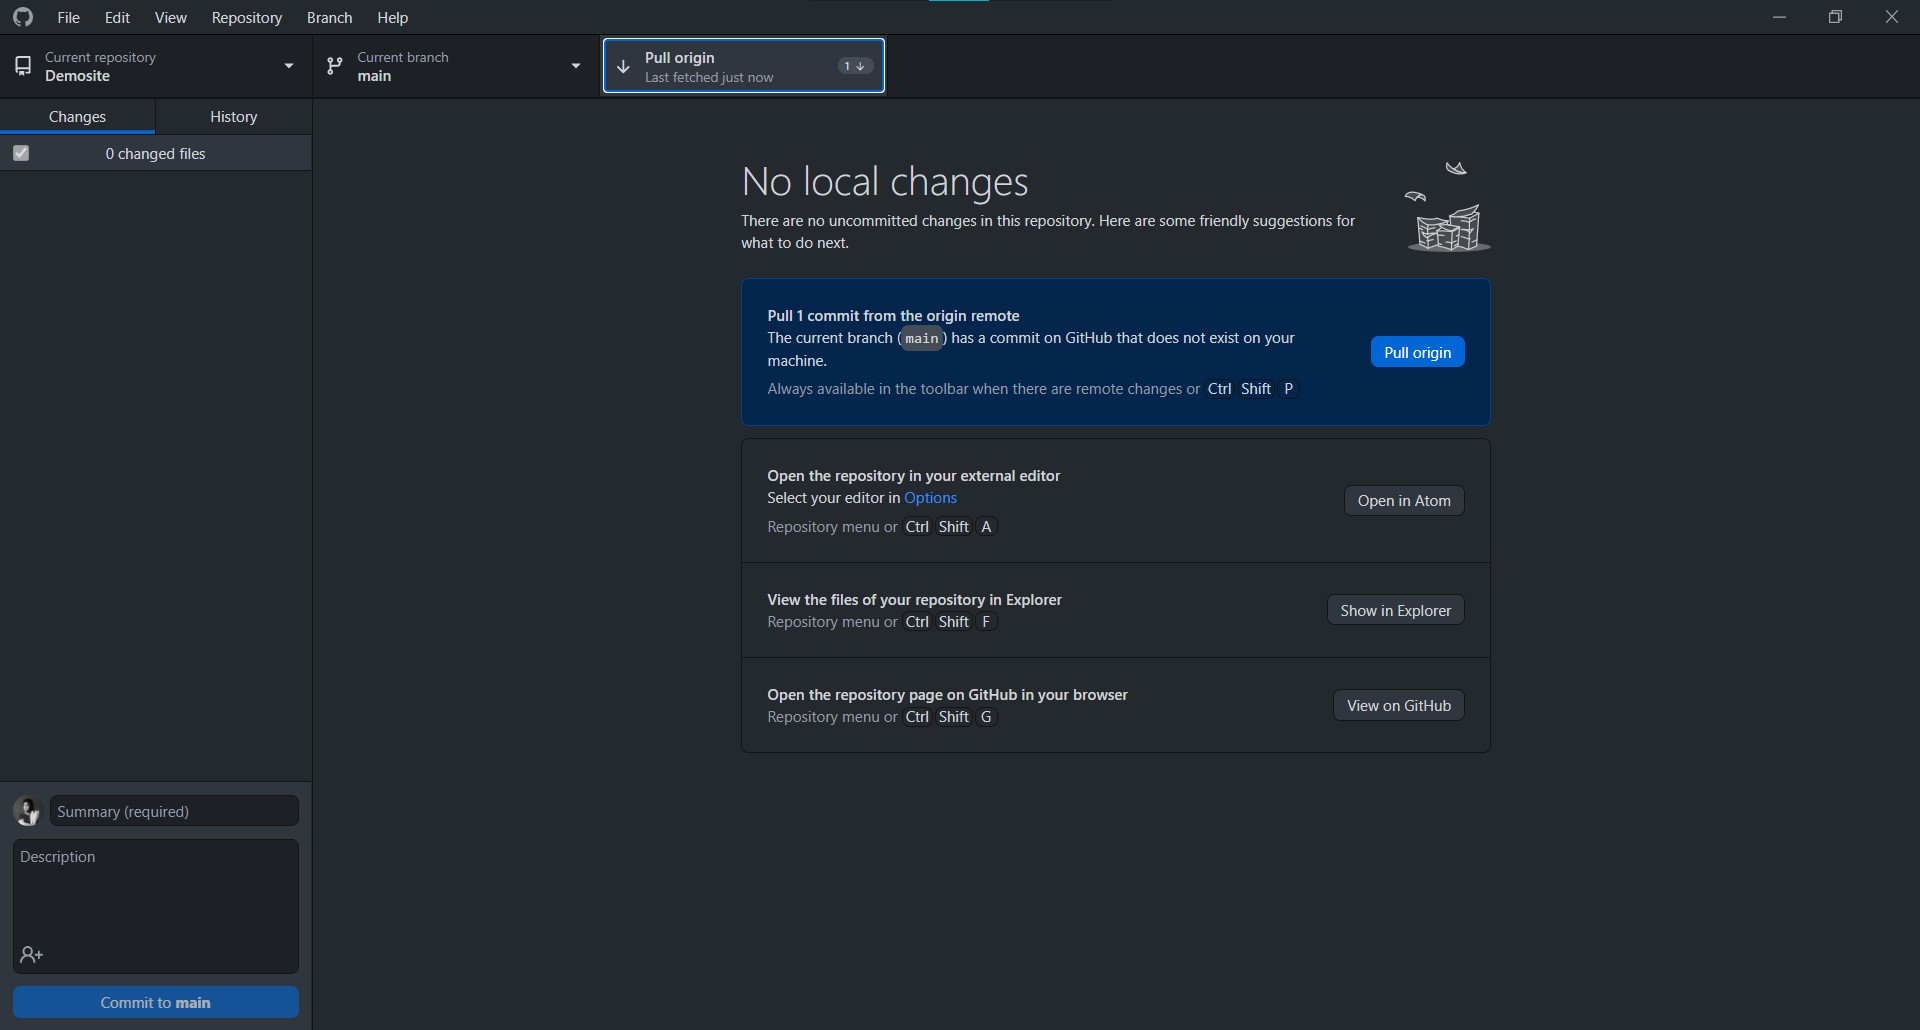 File Edit View Repository Branch Help
Current repository
Demosite
Current branch
main
Pull origin
Last fetched just now
1
Changes
History
0 changed files
No local changes
There are no uncommitted changes in this repository. Here are some friendly suggestions for
what to do next.
Pull 1 commit from the origin remote
The current branch (main) has a commit on GitHub that does not exist on your
machine.
Always available in the toolbar when there are remote changes or Ctrl Shift P
Pull origin
Open the repository in your external editor
Select your editor in Options
Repository menu or Ctrl Shift A
Open in Atom
View the files of your repository in Explorer
Repository menu or Ctrl Shift F
Show in Explorer
Open the repository page on GitHub in your browser
Repository menu or Ctrl Shift G
View on GitHub
Summary (required)
Description
Commit to main